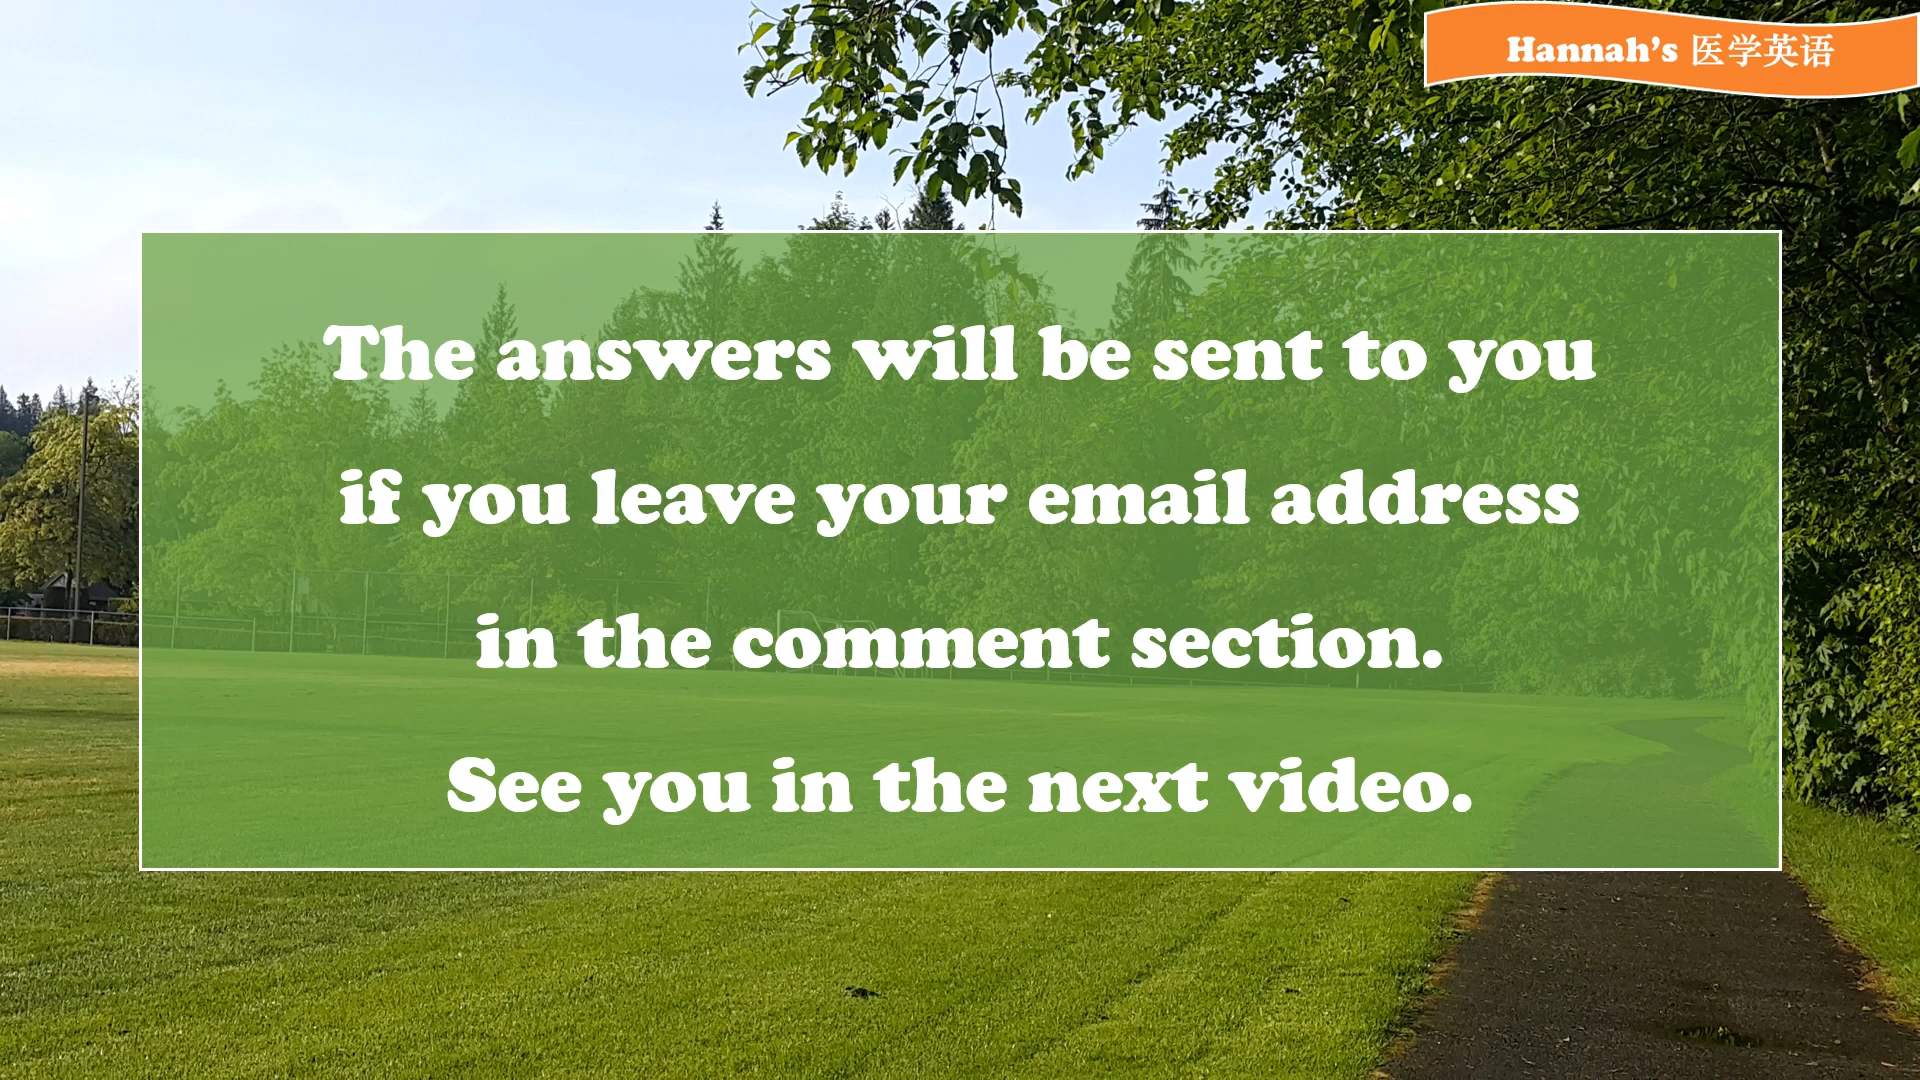 Hannah's 医学英语
The answers will be sent to you
if you leave your email address
in the comment section.
See you in the next video.